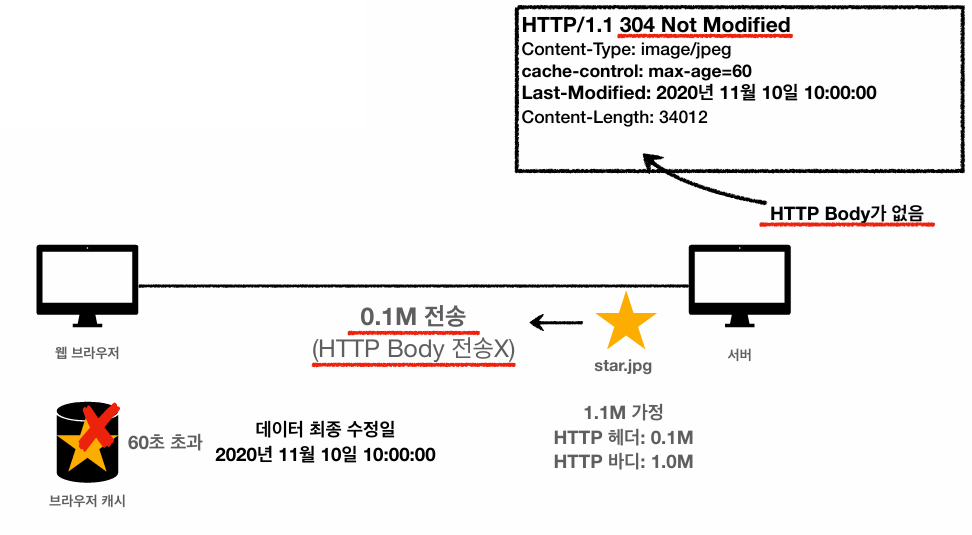 HTTP/1.1 304 Not Modified
Content-Type: image/jpeg
cache-control: max-age=60
Last-Modified: 2020년 11월 10일 10:00:00
Content-Length: 34012
HTTP Body가 없음
0.1M 전송
(HTTP Body 전송X)
웹 브라우저
star.jpg
서버
60초 초과
데이터 최종 수정일
2020년 11월 10일 10:00:00
1.1M 가정
HTTP 헤더: 0.1M
HTTP 바디: 1.0M
브라우저 캐시